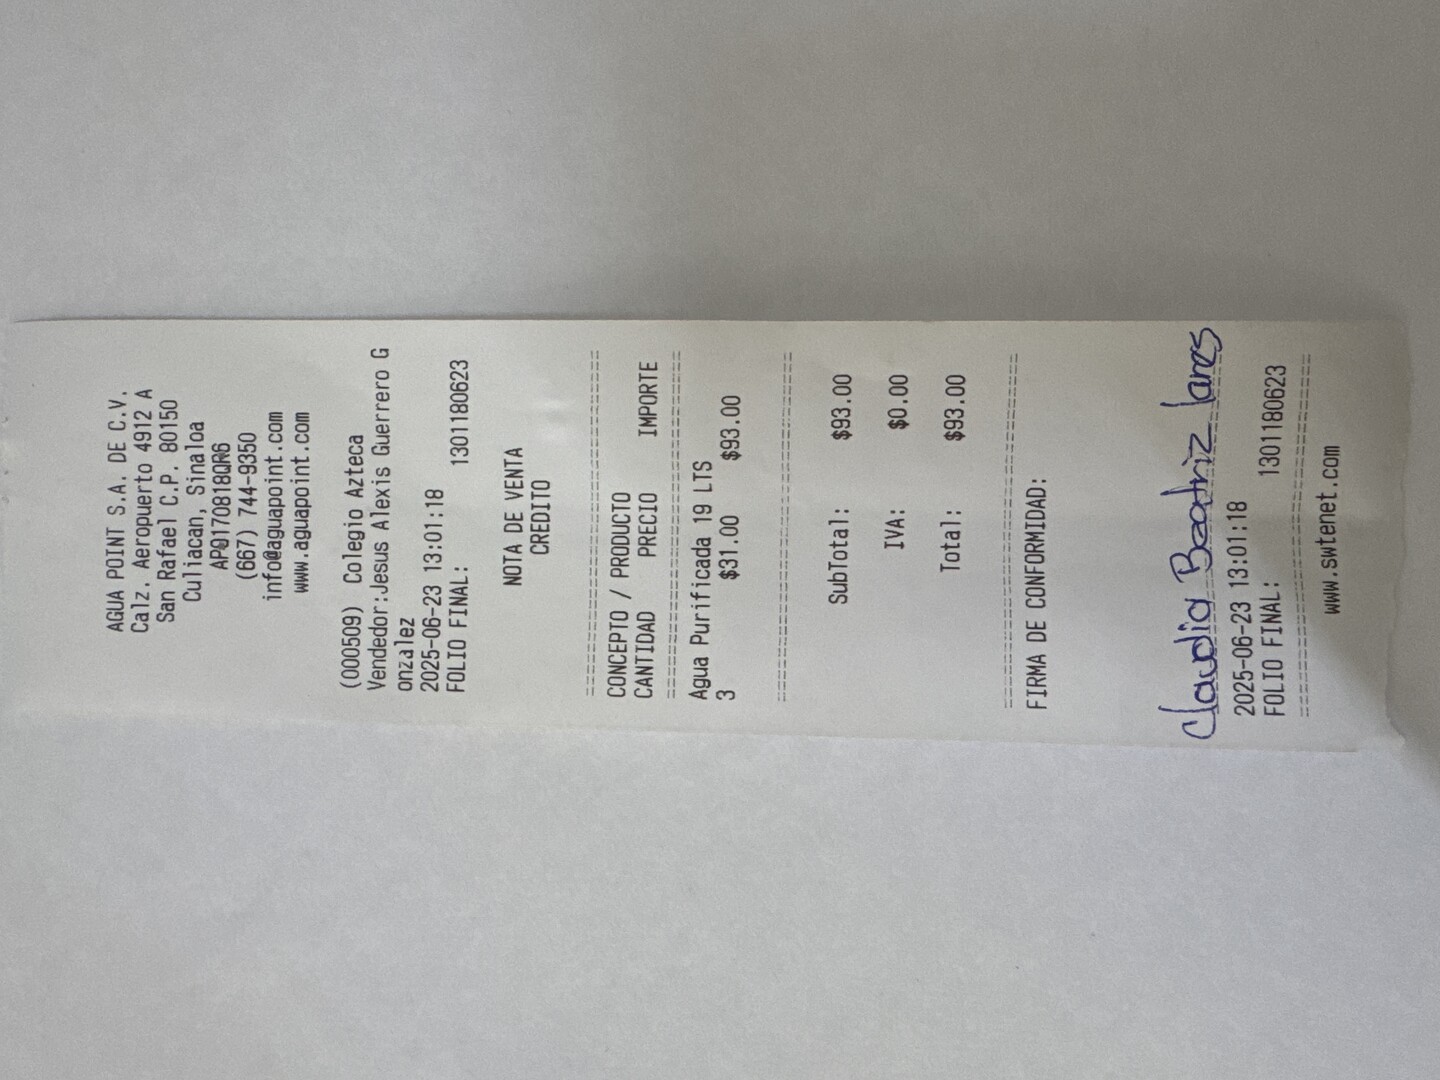 AGUA POINT S.A. DE C.V.
Calz. Aeropuerto 4912 A
San Rafael C.P. 80150
Culiacan, Sinaloa
APO170818QR6
(667) 744-9350
info@aguapoint.com
www.aguapoint.com
(000509) Colegio Azteca
Vendedor:Jesus Alexis Guerrero G
onzalez
2025-06-23 13:01:18
FOLIO FINAL: 1301180623
NOTA DE VENTA
CREDITO
================================
CONCEPTO / PRODUCTO
CANTIDAD PRECIO IMPORTE
================================
Agua Purificada 19 LTS
3 $31.00 $93.00
================================
SubTotal: $93.00
IVA: $0.00
Total: $93.00
================================
FIRMA DE CONFORMIDAD:
Claudia Beatriz Lares
2025-06-23 13:01:18
FOLIO FINAL: 1301180623
================================
www.swtenet.com